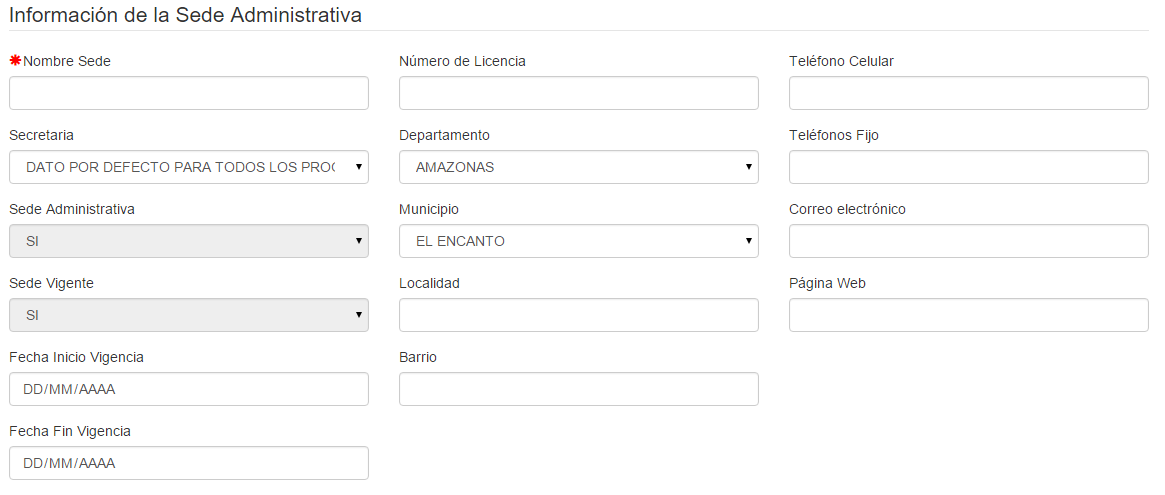 Información de la Sede Administrativa
✱Nombre Sede
Número de Licencia
Teléfono Celular
Secretaria
Departamento
Teléfonos Fijo
DATO POR DEFECTO PARA TODOS LOS PRO
AMAZONAS
Sede Administrativa
Municipio
Correo electrónico
SI
EL ENCANTO
Sede Vigente
Localidad
Página Web
SI
Fecha Inicio Vigencia
Barrio
DD/MM/AAAA
Fecha Fin Vigencia
DD/MM/AAAA